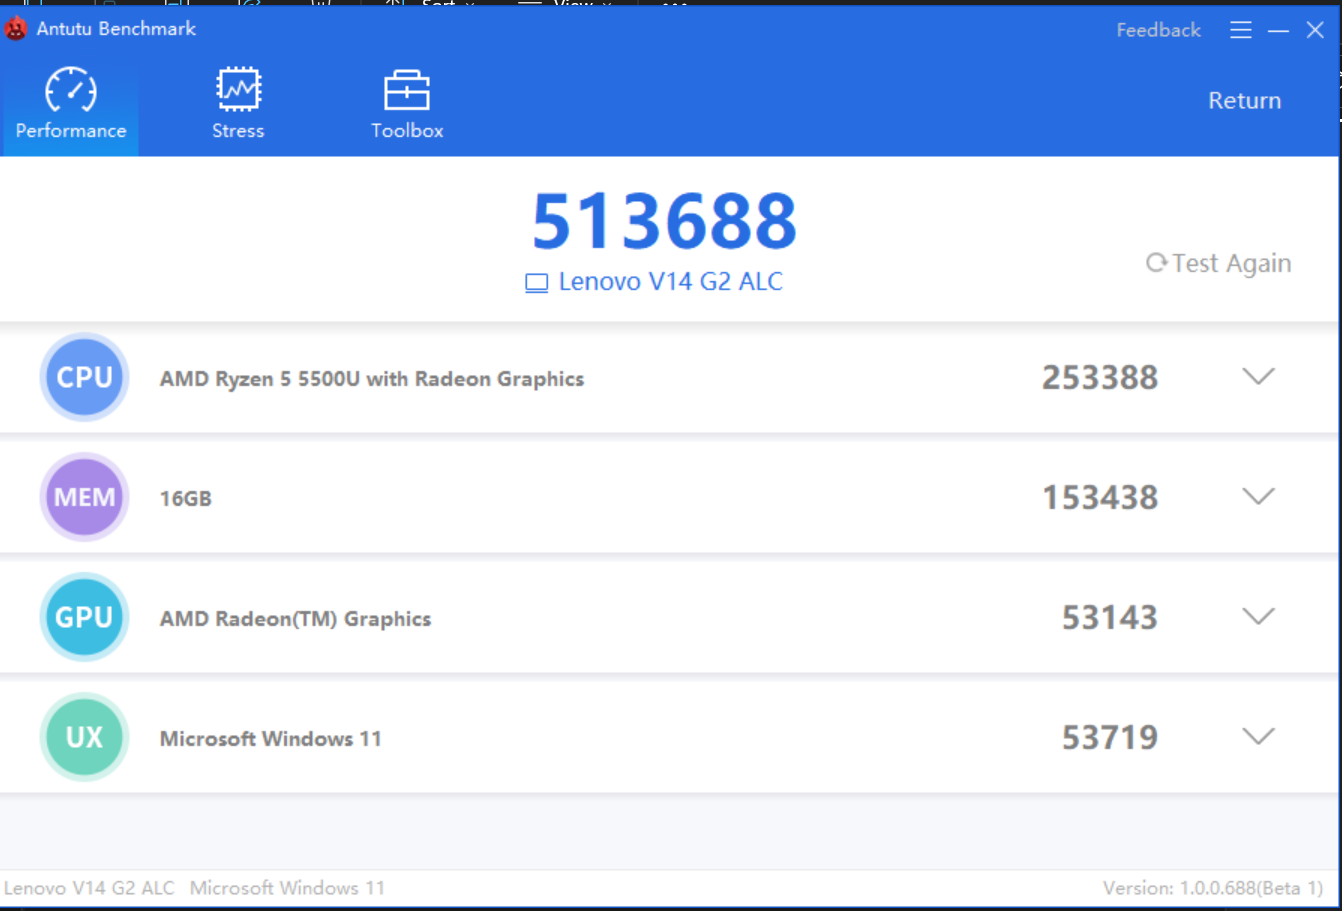 Sort
View
Antutu Benchmark
Feedback
Performance
Stress
Toolbox
Return
513688
Lenovo V14 G2 ALC
Test Again
CPU
AMD Ryzen 5 5500U with Radeon Graphics
253388
MEM
16GB
153438
GPU
AMD Radeon(TM) Graphics
53143
UX
Microsoft Windows 11
53719
Lenovo V14 G2 ALC Microsoft Windows 11
Version: 1.0.0.688(Beta 1)